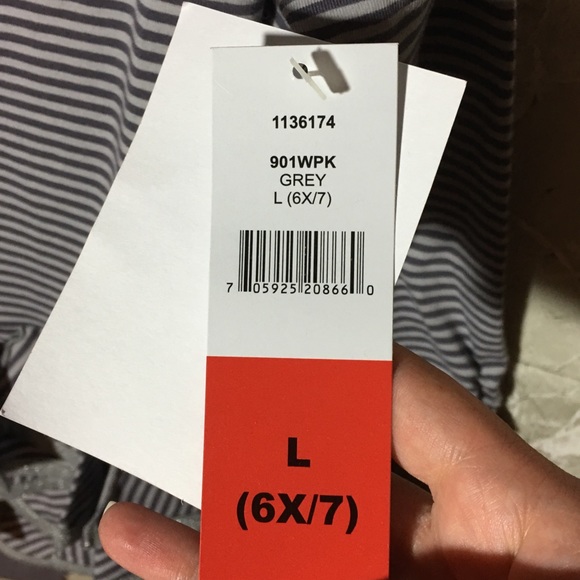 1136174
901WPK
GREY
L (6X/7)
7 05925 20866 0
L
(6X/7)